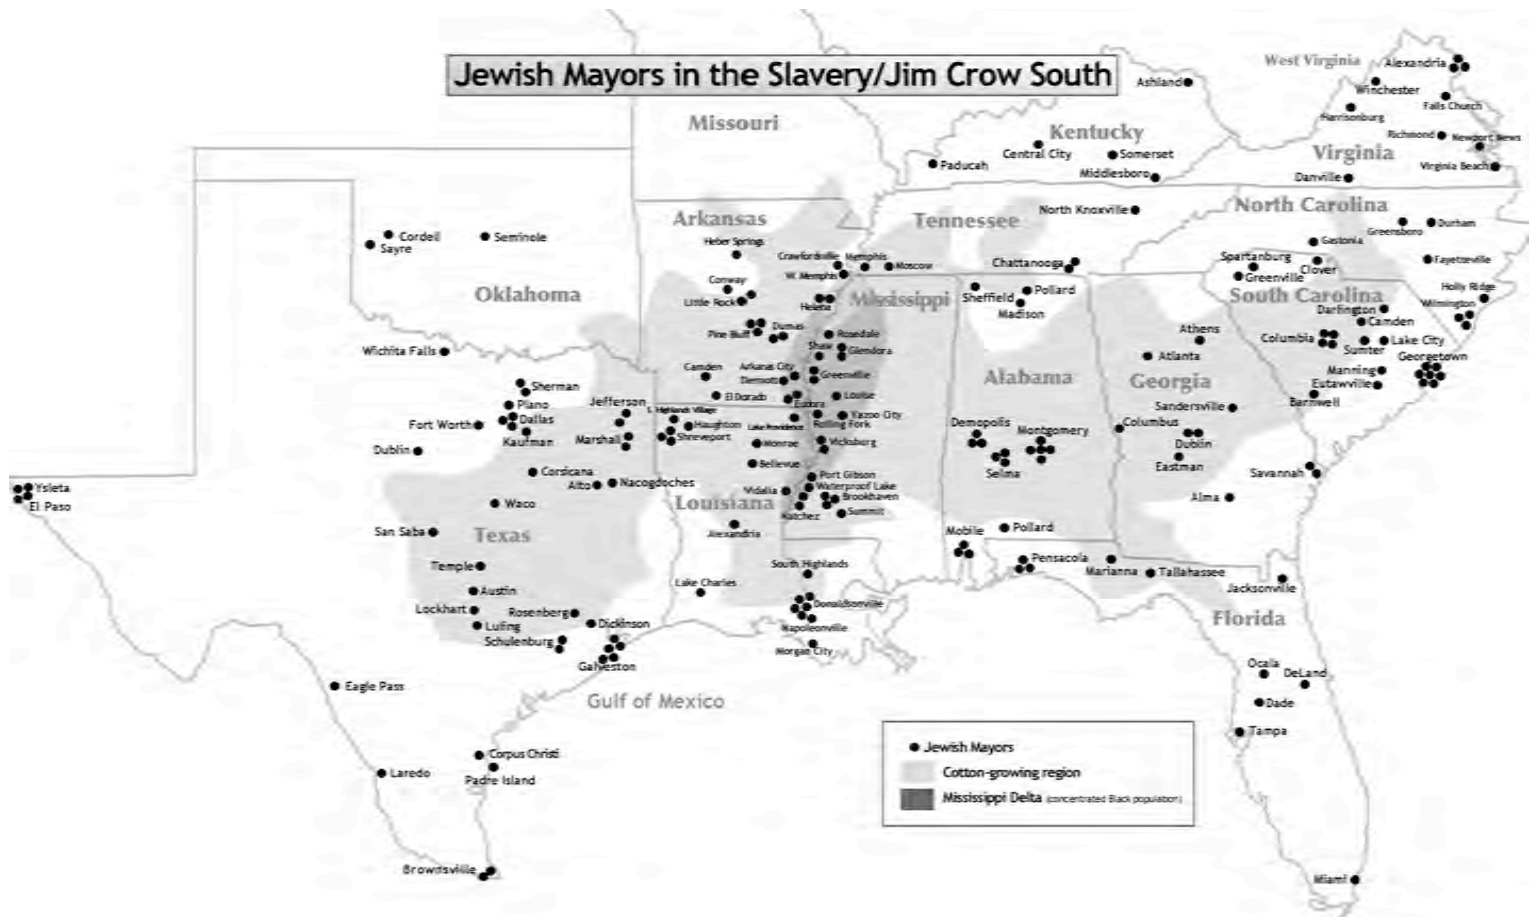 Jewish Mayors in the Slavery/Jim Crow South
West Virginia
Alexandria
Ashland
Winchester
Falls Church
Harrisonburg
Missouri
Kentucky
Richmond
Newport News
Central City
Somerset
Virginia
Paducah
Middlesboro
Danville
Virginia Beach
Arkansas
Tennessee
North Knoxville
North Carolina
Greensboro
Durham
Cordell
Sayre
Seminole
Heber Springs
Gastonia
Crawfordsville
Memphis
Moscow
Chattanooga
Spartanburg
Clover
Fayetteville
W. Memphis
Greenville
Conway
Oklahoma
Little Rock
Helena
Mississippi
Sheffield
Pollard
Madison
South Carolina
Holly Ridge
Wilmington
Darlington
Camden
Pine Bluff
Dumas
Rosedale
Athens
Columbia
Sumter
Lake City
Wichita Falls
Shaw
Glendora
Atlanta
Georgetown
Camden
Arkansas City
Dermott
Greenville
Alabama
Georgia
Manning
Eutawville
Sherman
El Dorado
Eudora
Louise
Barnwell
Plano
Jefferson
S. Highlands Village
Sandersville
Fort Worth
Dallas
Haughton
Lake Providence
Rolling Fork
Yazoo City
Demopolis
Montgomery
Columbus
Kaufman
Marshall
Shreveport
Monroe
Vicksburg
Dublin
Dublin
Selma
Eastman
Bellevue
Savannah
Corsicana
Alto
Nacogdoches
Port Gibson
Ysleta
El Paso
Vidalia
Waterproof Lake
Brookhaven
Alma
Waco
Louisiana
Natchez
Summit
San Saba
Texas
Alexandria
Mobile
Pollard
Temple
South Highlands
Pensacola
Marianna
Tallahassee
Jacksonville
Austin
Lake Charles
Lockhart
Rosenberg
Donaldsonville
Luling
Dickinson
Napoleonville
Florida
Schulenburg
Morgan City
Galveston
Ocala
DeLand
Eagle Pass
Gulf of Mexico
Dade
Tampa
Corpus Christi
Laredo
Padre Island
Jewish Mayors
Cotton-growing region
Mississippi Delta (concentrated Black population)
Brownsville
Miami